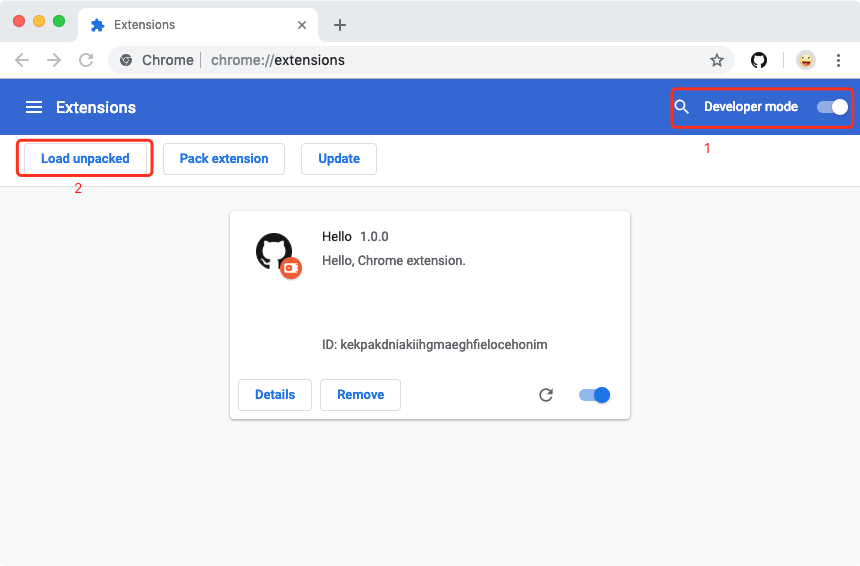 Extensions
Chrome chrome://extensions
Extensions Developer mode
1
Load unpacked Pack extension Update
2
Hello 1.0.0
Hello, Chrome extension.
ID: kekpakdniakiihgmaeghfielocehonim
Details Remove